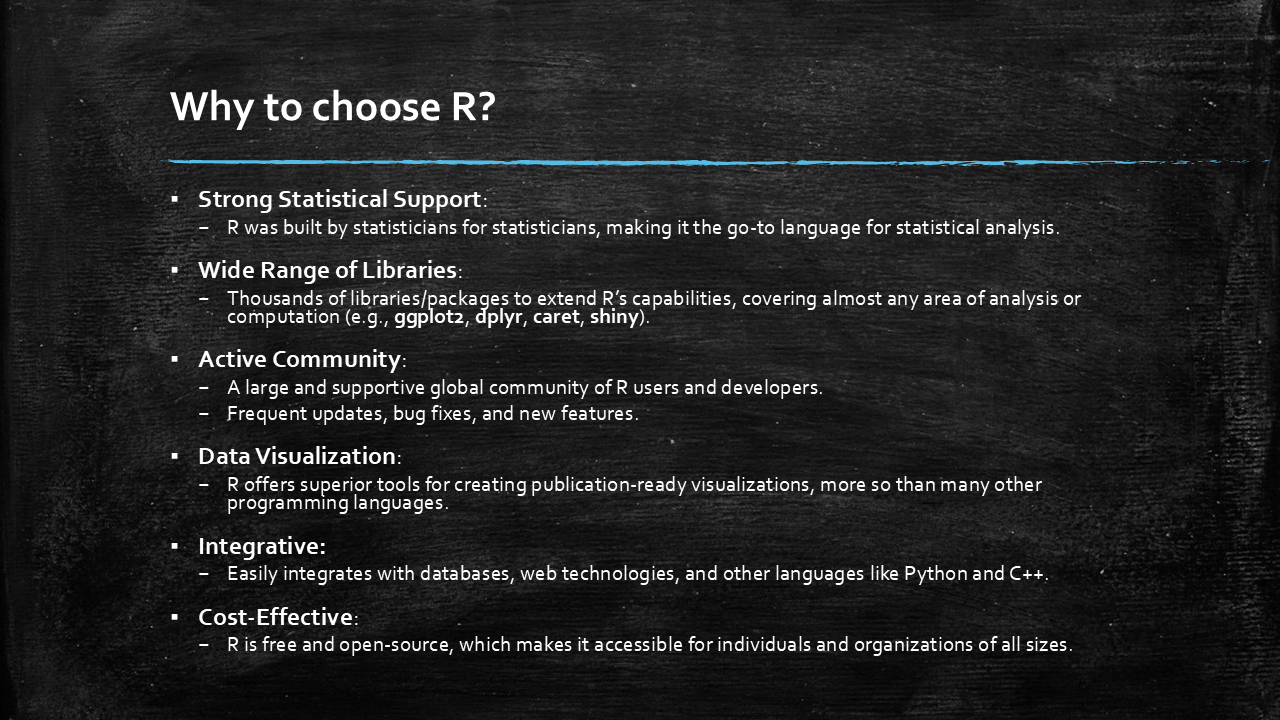 Why to choose R?
▪ Strong Statistical Support:
– R was built by statisticians for statisticians, making it the go-to language for statistical analysis.
▪ Wide Range of Libraries:
– Thousands of libraries/packages to extend R’s capabilities, covering almost any area of analysis or
computation (e.g., ggplot2, dplyr, caret, shiny).
▪ Active Community:
– A large and supportive global community of R users and developers.
– Frequent updates, bug fixes, and new features.
▪ Data Visualization:
– R offers superior tools for creating publication-ready visualizations, more so than many other
programming languages.
▪ Integrative:
– Easily integrates with databases, web technologies, and other languages like Python and C++.
▪ Cost-Effective:
– R is free and open-source, which makes it accessible for individuals and organizations of all sizes.